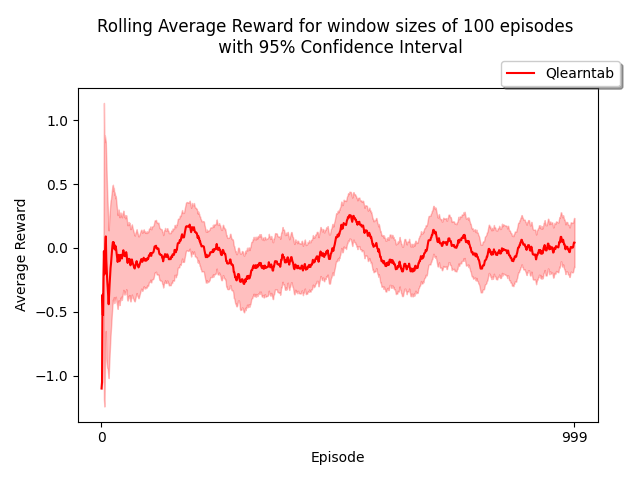 Rolling Average Reward for window sizes of 100 episodes
with 95% Confidence Interval
Qlearntab
1.0
0.5
0.0
−0.5
−1.0
Average Reward
0
999
Episode